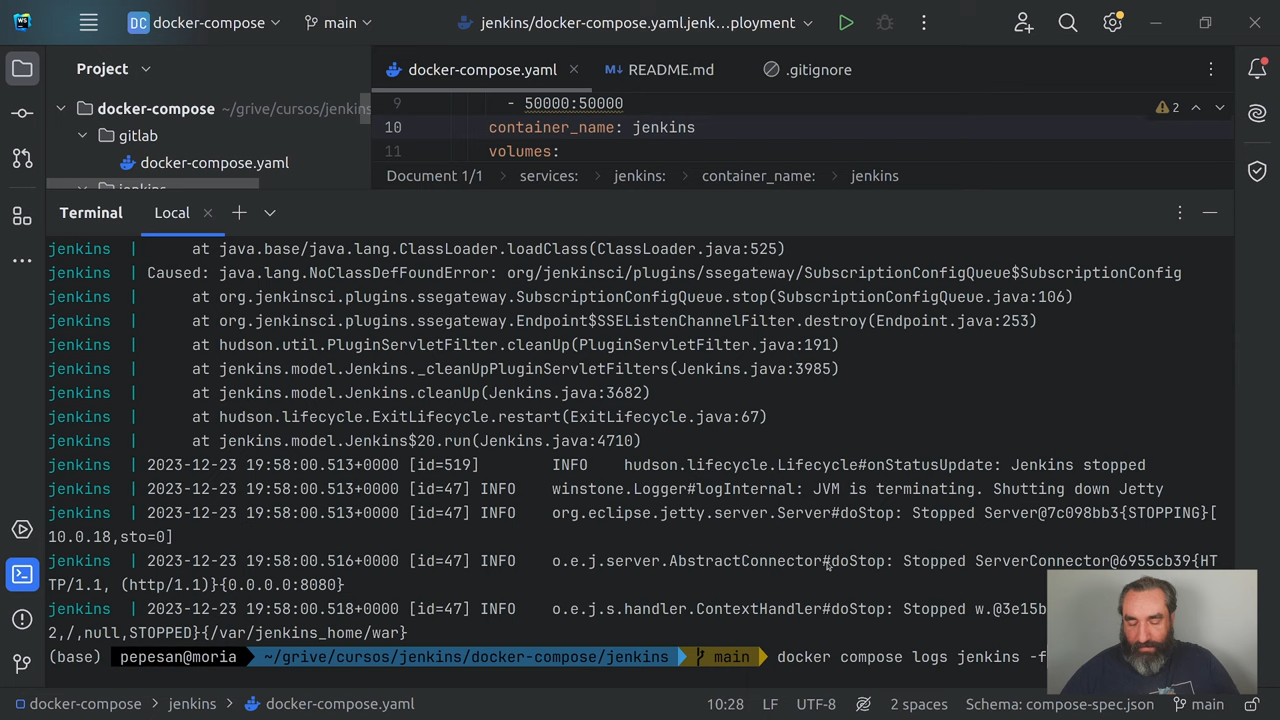 WS
DC docker-compose
main
jenkins/docker-compose.yaml.jenk...ployment
Project
docker-compose.yaml
README.md
.gitignore
docker-compose ~/grive/cursos/jenkins
gitlab
docker-compose.yaml
9 - 50000:50000
2
10 container_name: jenkins
11 volumes:
Document 1/1 services: jenkins: container_name: jenkins
Terminal Local
jenkins | at java.base/java.lang.ClassLoader.loadClass(ClassLoader.java:525)
jenkins | Caused: java.lang.NoClassDefFoundError: org/jenkinsci/plugins/ssegateway/SubscriptionConfigQueue$SubscriptionConfig
jenkins | at org.jenkinsci.plugins.ssegateway.SubscriptionConfigQueue.stop(SubscriptionConfigQueue.java:106)
jenkins | at org.jenkinsci.plugins.ssegateway.Endpoint$SSEListenChannelFilter.destroy(Endpoint.java:253)
jenkins | at hudson.util.PluginServletFilter.cleanUp(PluginServletFilter.java:191)
jenkins | at jenkins.model.Jenkins._cleanUpPluginServletFilters(Jenkins.java:3985)
jenkins | at jenkins.model.Jenkins.cleanUp(Jenkins.java:3682)
jenkins | at hudson.lifecycle.ExitLifecycle.restart(ExitLifecycle.java:67)
jenkins | at jenkins.model.Jenkins$20.run(Jenkins.java:4710)
jenkins | 2023-12-23 19:58:00.513+0000 [id=519] INFO hudson.lifecycle.Lifecycle#onStatusUpdate: Jenkins stopped
jenkins | 2023-12-23 19:58:00.513+0000 [id=47] INFO winstone.Logger#logInternal: JVM is terminating. Shutting down Jetty
jenkins | 2023-12-23 19:58:00.513+0000 [id=47] INFO org.eclipse.jetty.server.Server#doStop: Stopped Server@7c098bb3{STOPPING}[
10.0.18,sto=0]
jenkins | 2023-12-23 19:58:00.516+0000 [id=47] INFO o.e.j.server.AbstractConnector#doStop: Stopped ServerConnector@6955cb39{HT
TP/1.1, (http/1.1)}{0.0.0.0:8080}
jenkins | 2023-12-23 19:58:00.518+0000 [id=47] INFO o.e.j.s.handler.ContextHandler#doStop: Stopped w.@3e15b
2,/,null,STOPPED}{/var/jenkins_home/war}
(base) pepesan@moria ~/grive/cursos/jenkins/docker-compose/jenkins main docker compose logs jenkins -f
docker-compose jenkins docker-compose.yaml 10:28 LF UTF-8 2 spaces Schema: compose-spec.json main